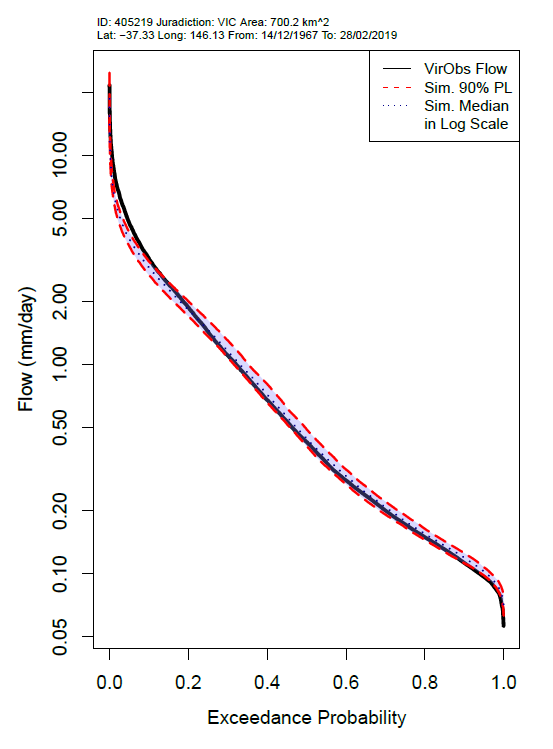 ID: 405219 Juradiction: VIC Area: 700.2 km^2
Lat: −37.33 Long: 146.13 From: 14/12/1967 To: 28/02/2019
VirObs Flow
Sim. 90% PL
Sim. Median
in Log Scale
10.00
5.00
2.00
1.00
0.50
0.20
0.10
0.05
Flow (mm/day)
0.0 0.2 0.4 0.6 0.8 1.0
Exceedance Probability